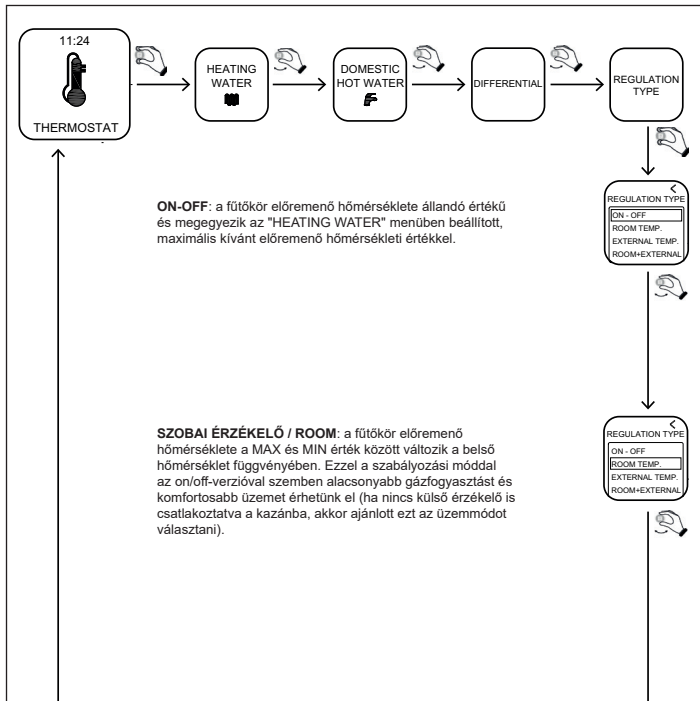 11:24
THERMOSTAT
HEATING
WATER
DOMESTIC
HOT WATER
DIFFERENTIAL
REGULATION
TYPE
<
REGULATION TYPE
ON - OFF
ROOM TEMP.
EXTERNAL TEMP.
ROOM+EXTERNAL
ON-OFF: a fűtőkör előremenő hőmérséklete állandó értékű
és megegyezik az "HEATING WATER" menüben beállított,
maximális kívánt előremenő hőmérsékleti értékkel.
<
REGULATION TYPE
ON - OFF
ROOM TEMP.
EXTERNAL TEMP.
ROOM+EXTERNAL
SZOBAI ÉRZÉKELŐ / ROOM: a fűtőkör előremenő
hőmérséklete a MAX és MIN érték között változik a belső
hőmérséklet függvényében. Ezzel a szabályozási móddal
az on/off-verzióval szemben alacsonyabb gázfogyasztást és
komfortosabb üzemet érhetünk el (ha nincs külső érzékelő is
csatlakoztatva a kazánba, akkor ajánlott ezt az üzemmódot
választani).